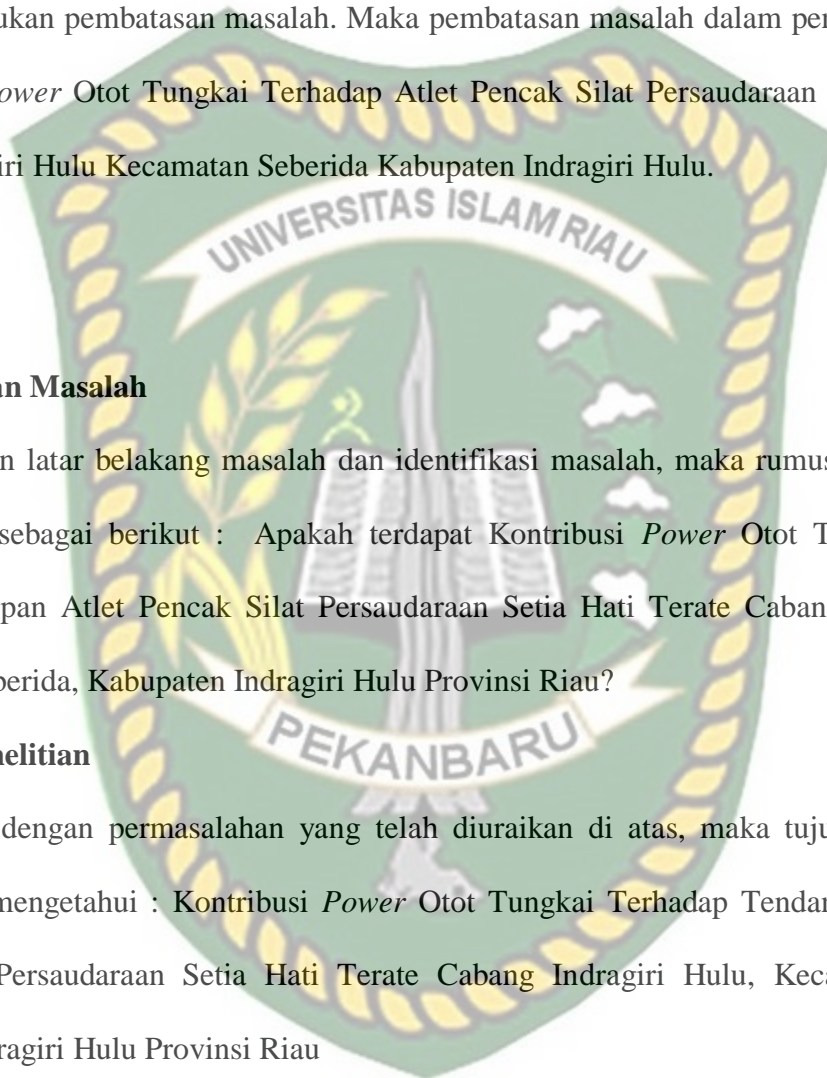 ukan pembatasan masalah. Maka pembatasan masalah dalam per
ower Otot Tungkai Terhadap Atlet Pencak Silat Persaudaraan
iri Hulu Kecamatan Seberida Kabupaten Indragiri Hulu.
UNIVERSITAS ISLAM RIAU
an Masalah
n latar belakang masalah dan identifikasi masalah, maka rumus
sebagai berikut : Apakah terdapat Kontribusi Power Otot T
pan Atlet Pencak Silat Persaudaraan Setia Hati Terate Caban
berida, Kabupaten Indragiri Hulu Provinsi Riau?
PEKANBARU
nelitian
dengan permasalahan yang telah diuraikan di atas, maka tuju
mengetahui : Kontribusi Power Otot Tungkai Terhadap Tendan
Persaudaraan Setia Hati Terate Cabang Indragiri Hulu, Keca
ragiri Hulu Provinsi Riau